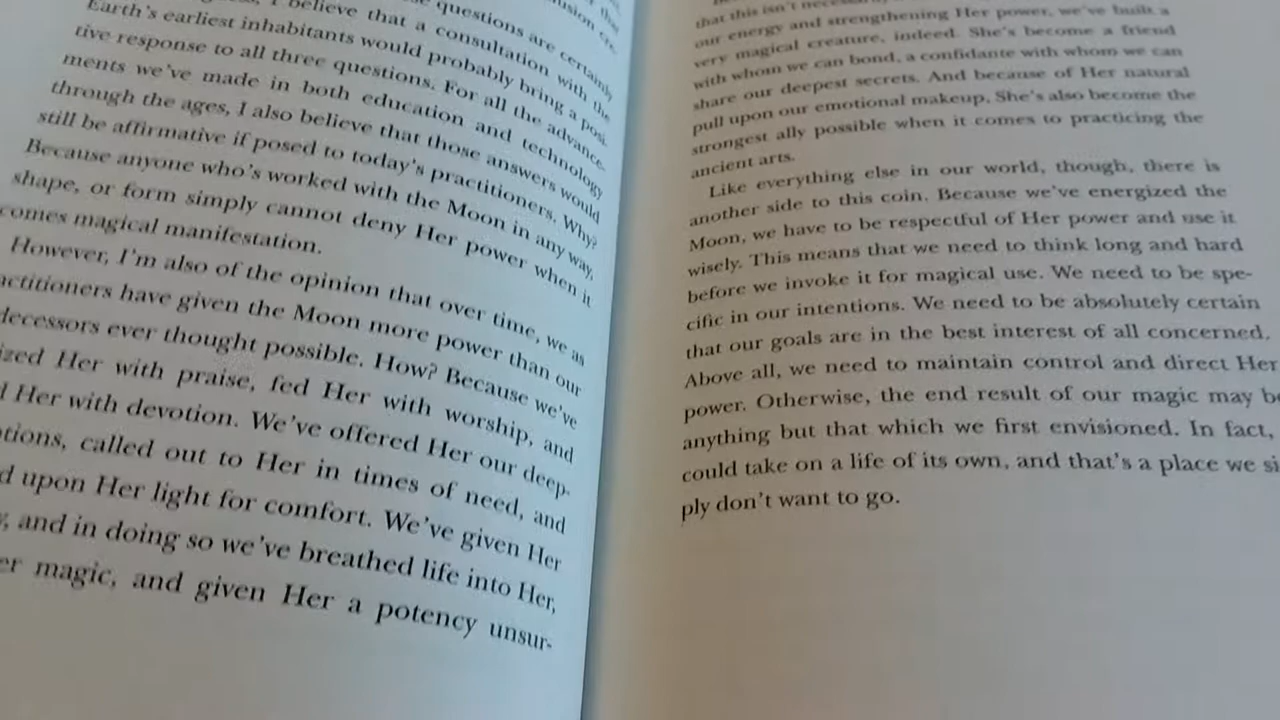 questions are certainly
I believe that a consultation with the
Earth's earliest inhabitants would probably bring a posi-
tive response to all three questions. For all the advance-
ments we've made in both education and technology
through the ages, I also believe that those answers would
still be affirmative if posed to today's practitioners. Why?
Because anyone who's worked with the Moon in any way,
shape, or form simply cannot deny Her power when it
comes magical manifestation.
However, I'm also of the opinion that over time, we as
actitioners have given the Moon more power than our
decessors ever thought possible. How? Because we've
ized Her with praise, fed Her with worship, and
Her with devotion. We've offered Her our deep-
otions, called out to Her in times of need, and
d upon Her light for comfort. We've given Her
and in doing so we've breathed life into Her,
er magic, and given Her a potency unsur-
that this isn't
our energy and strengthening Her power, we've built a
very magical creature, indeed. She's become a friend
with whom we can bond, a confidante with whom we can
share our deepest secrets. And because of Her natural
pull upon our emotional makeup, She's also become the
strongest ally possible when it comes to practicing the
ancient arts.
Like everything else in our world, though, there is
another side to this coin. Because we've energized the
Moon, we have to be respectful of Her power and use it
wisely. This means that we need to think long and hard
before we invoke it for magical use. We need to be spe-
cific in our intentions. We need to be absolutely certain
that our goals are in the best interest of all concerned.
Above all, we need to maintain control and direct Her
power. Otherwise, the end result of our magic may be
anything but that which we first envisioned. In fact,
could take on a life of its own, and that's a place we si
ply don't want to go.